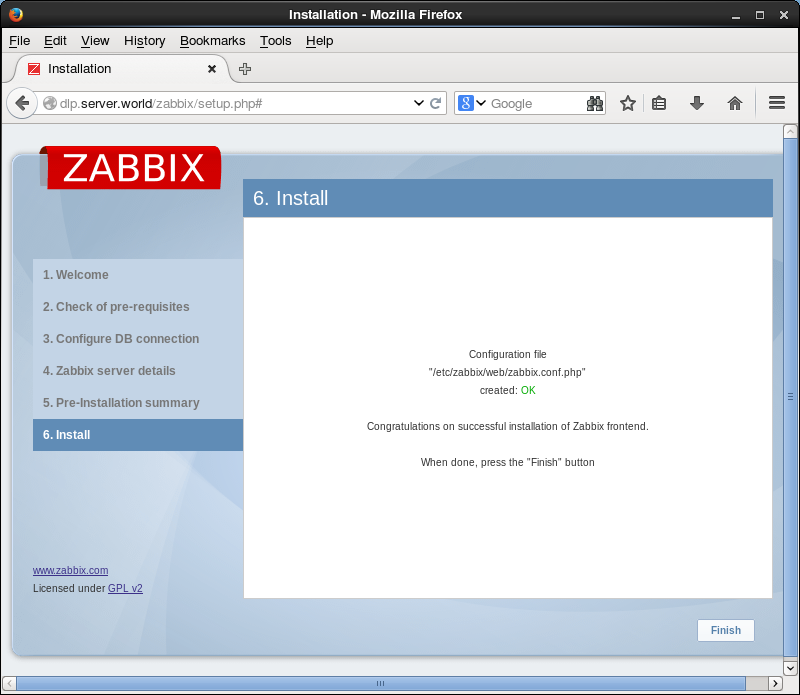 Installation - Mozilla Firefox
File Edit View History Bookmarks Tools Help
Installation
dlp.server.world/zabbix/setup.php#
Google
ZABBIX
6. Install
1. Welcome
2. Check of pre-requisites
3. Configure DB connection
4. Zabbix server details
5. Pre-Installation summary
6. Install
Configuration file
"/etc/zabbix/web/zabbix.conf.php"
created: OK
Congratulations on successful installation of Zabbix frontend.
When done, press the "Finish" button
www.zabbix.com
Licensed under GPL v2
Finish